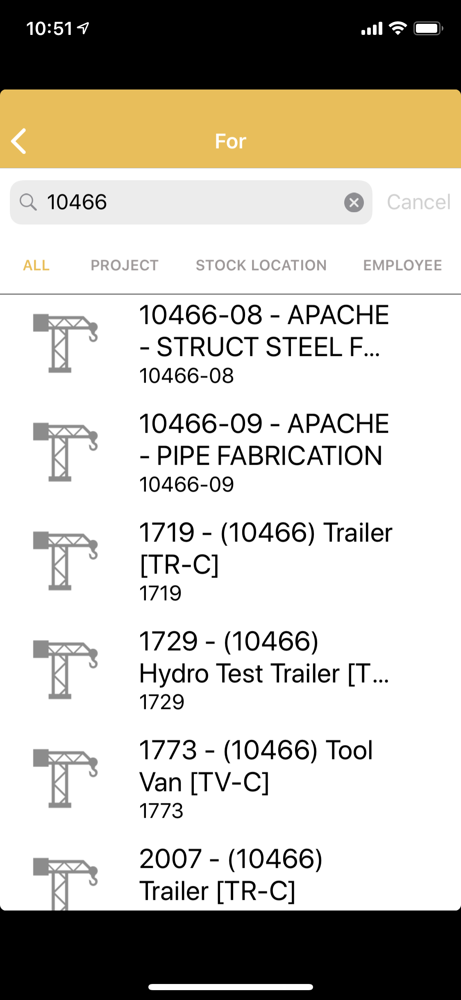 10:51
For
10466
Cancel
ALL PROJECT STOCK LOCATION EMPLOYEE
10466-08 - APACHE
- STRUCT STEEL F...
10466-08
10466-09 - APACHE
- PIPE FABRICATION
10466-09
1719 - (10466) Trailer
[TR-C]
1719
1729 - (10466)
Hydro Test Trailer [T...
1729
1773 - (10466) Tool
Van [TV-C]
1773
2007 - (10466)
Trailer [TR-C]